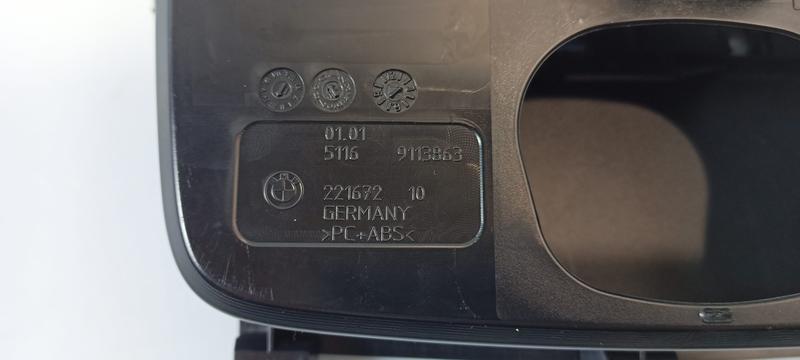 01.01
5116 9113863
221672 10
GERMANY
>PC+ABS<